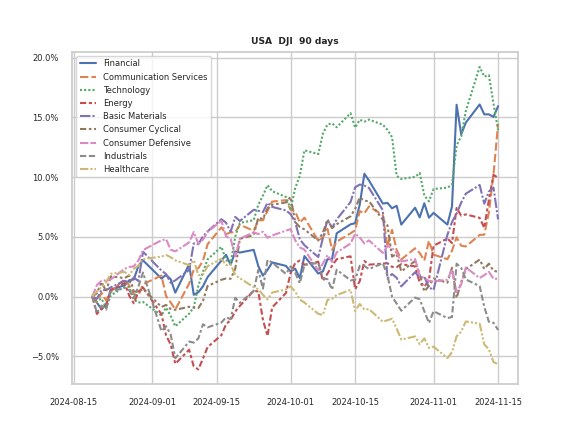 USA DJI 90 days
20.0%
15.0%
10.0%
5.0%
0.0%
−5.0%
Financial
Communication Services
Technology
Energy
Basic Materials
Consumer Cyclical
Consumer Defensive
Industrials
Healthcare
2024-08-15 2024-09-01 2024-09-15 2024-10-01 2024-10-15 2024-11-01 2024-11-15